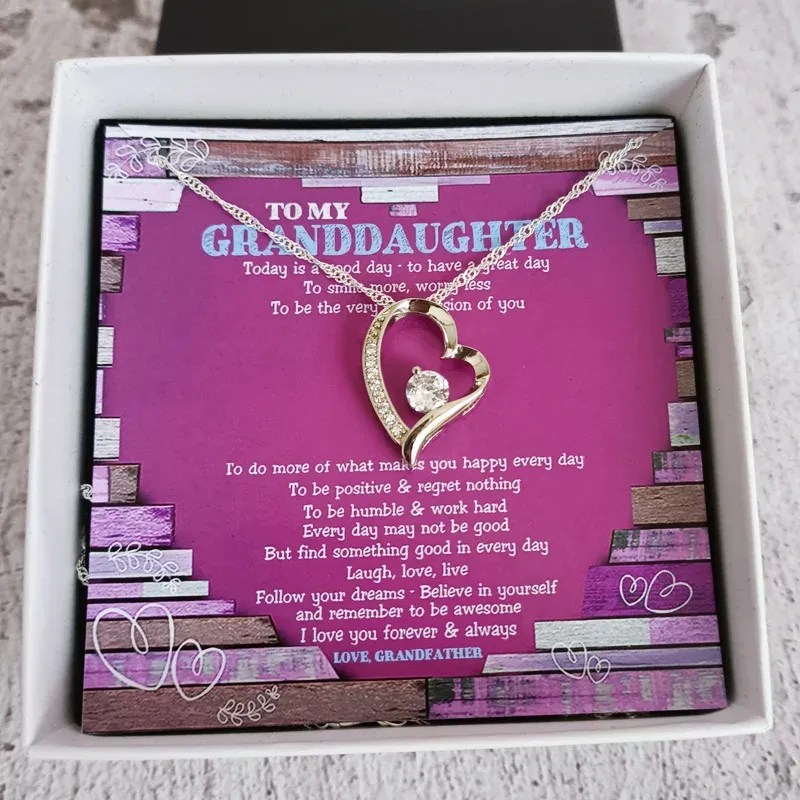 TO MY
GRANDDAUGHTER
Today is a good day - to have a great day
To smile more, worry less
To be the very sion of you
To do more of what makes you happy every day
To be positive & regret nothing
To be humble & work hard
Every day may not be good
But find something good in every day
Laugh, love, live
Follow your dreams - Believe in yourself
and remember to be awesome
I love you forever & always
LOVE, GRANDFATHER